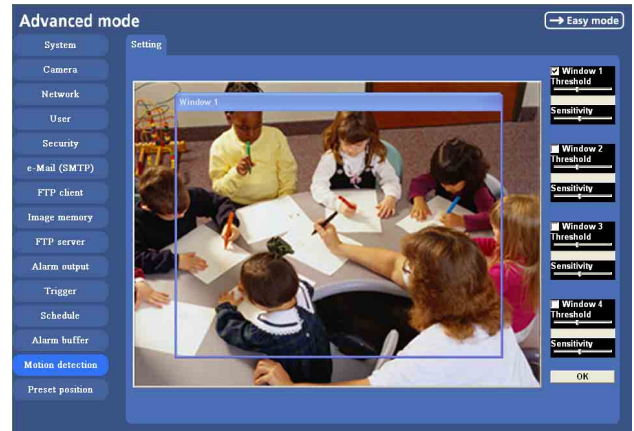 Advanced mode
Easy mode
System
Camera
Network
User
Security
e-Mail (SMTP)
FTP client
Image memory
FTP server
Alarm output
Trigger
Schedule
Alarm buffer
Motion detection
Preset position
Setting
Window 1
Window 1
Threshold
Sensitivity
Window 2
Threshold
Sensitivity
Window 3
Threshold
Sensitivity
Window 4
Threshold
Sensitivity
OK